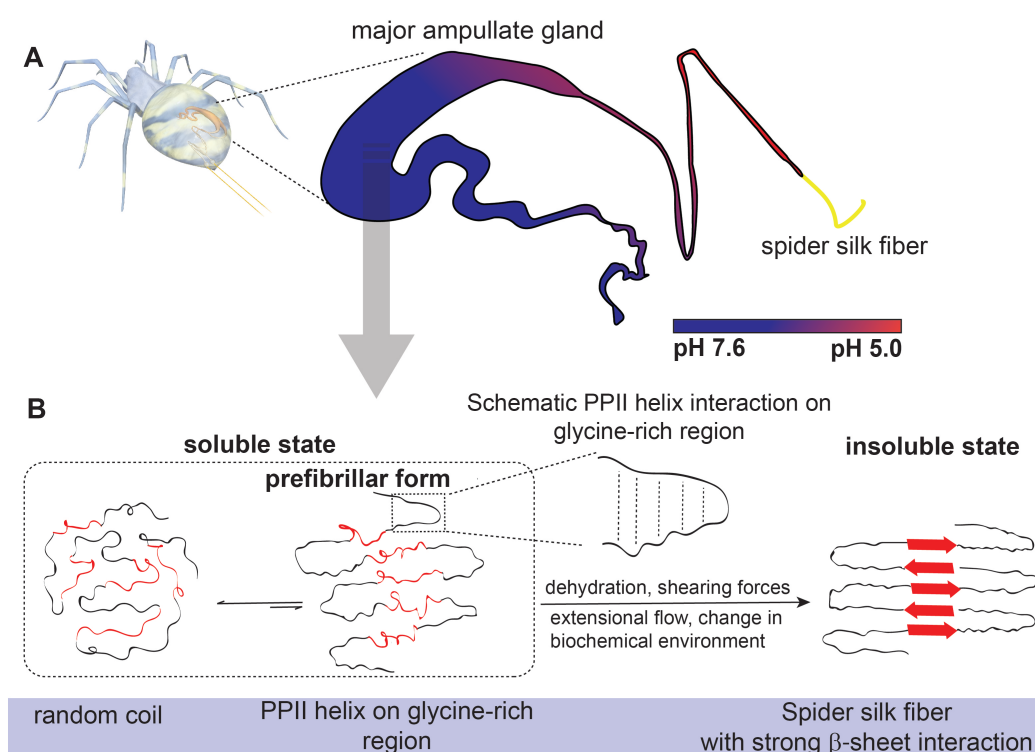 A
major ampullate gland
spider silk fiber
pH 7.6
pH 5.0
B
Schematic PPII helix interaction on
glycine-rich region
soluble state
insoluble state
prefibrillar form
dehydration, shearing forces
extensional flow, change in
biochemical environment
random coil
PPII helix on glycine-rich
region
Spider silk fiber
with strong β-sheet interaction